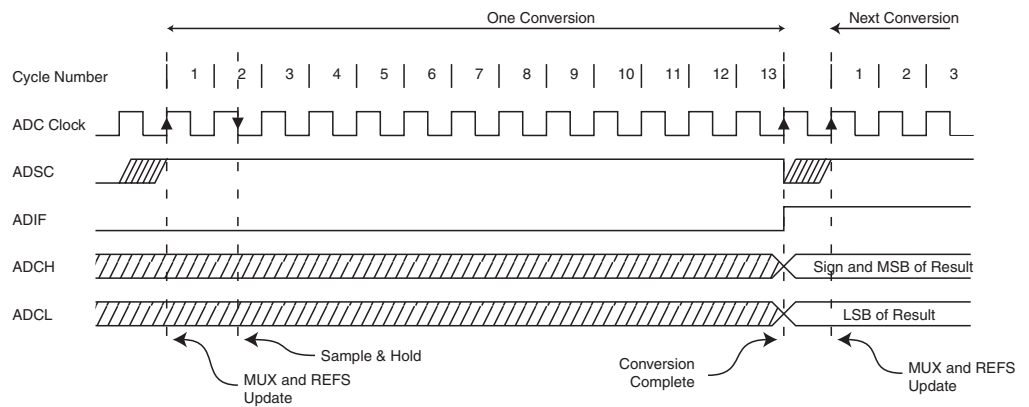 One Conversion
Next Conversion
Cycle Number
1 2 3 4 5 6 7 8 9 10 11 12 13 1 2 3
ADC Clock
ADSC
ADIF
ADCH
Sign and MSB of Result
ADCL
LSB of Result
Sample & Hold
MUX and REFS
Update
Conversion
Complete
MUX and REFS
Update